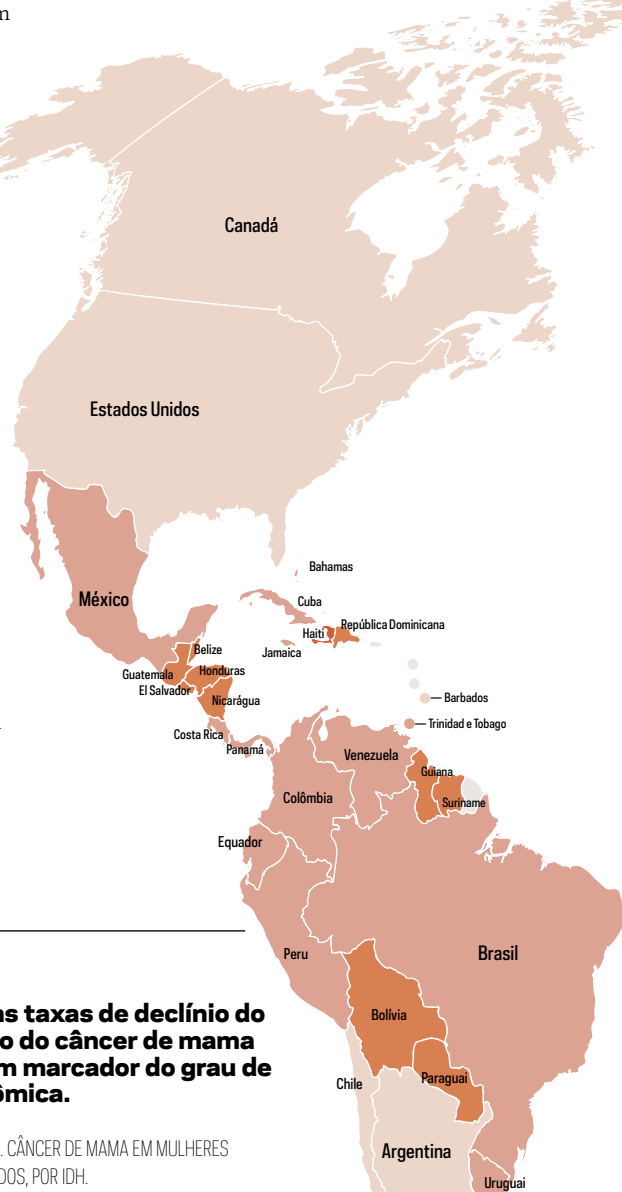 Canadá
Estados Unidos
Bahamas
México
Cuba
República Dominicana
Haiti
Belize
Jamaica
Guatemala
Honduras
El Salvador
Nicarágua
Barbados
Trinidad e Tobago
Costa Rica
Panamá
Venezuela
Guiana
Colômbia
Suriname
Equador
Peru
Brasil
as taxas de declínio do
o do câncer de mama
m marcador do grau de
ômica.
Bolívia
Paraguai
Chile
. CÂNCER DE MAMA EM MULHERES
DOS, POR IDH.
Argentina
Uruguai